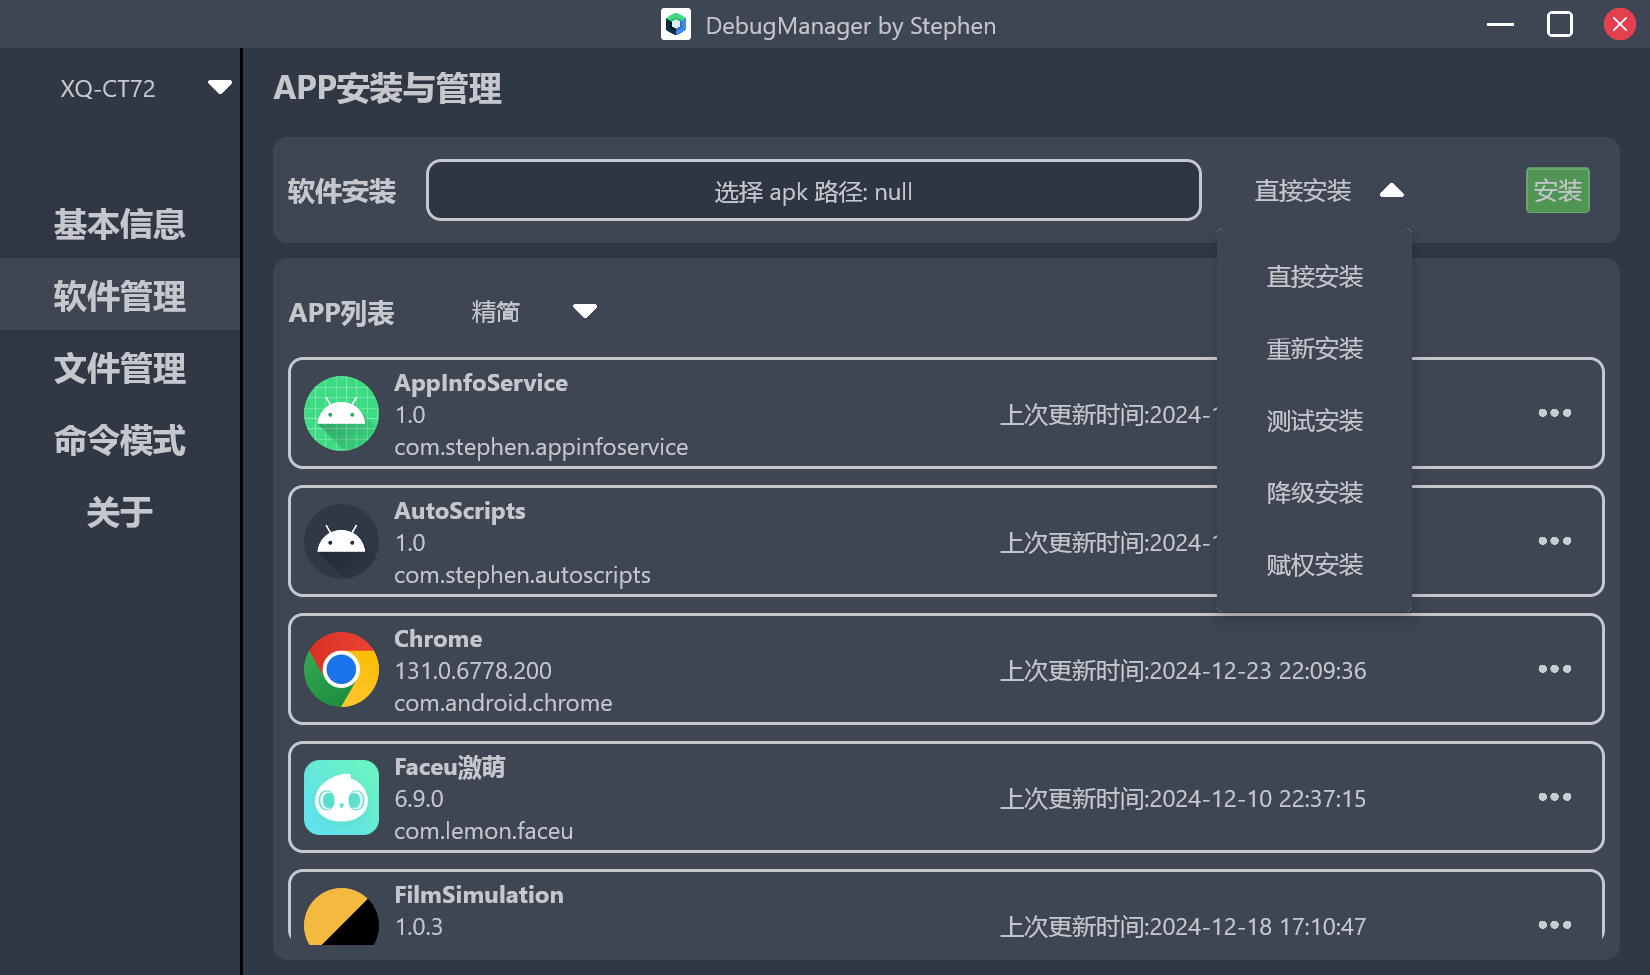 DebugManager by Stephen
XQ-CT72
基本信息
软件管理
文件管理
命令模式
关于
APP安装与管理
软件安装
选择 apk 路径: null
直接安装
安装
直接安装
重新安装
测试安装
降级安装
赋权安装
APP列表
精简
AppInfoService
1.0
com.stephen.appinfoservice
上次更新时间:2024-1
AutoScripts
1.0
com.stephen.autoscripts
上次更新时间:2024-1
Chrome
131.0.6778.200
com.android.chrome
上次更新时间:2024-12-23 22:09:36
Faceu激萌
6.9.0
com.lemon.faceu
上次更新时间:2024-12-10 22:37:15
FilmSimulation
1.0.3
上次更新时间:2024-12-18 17:10:47